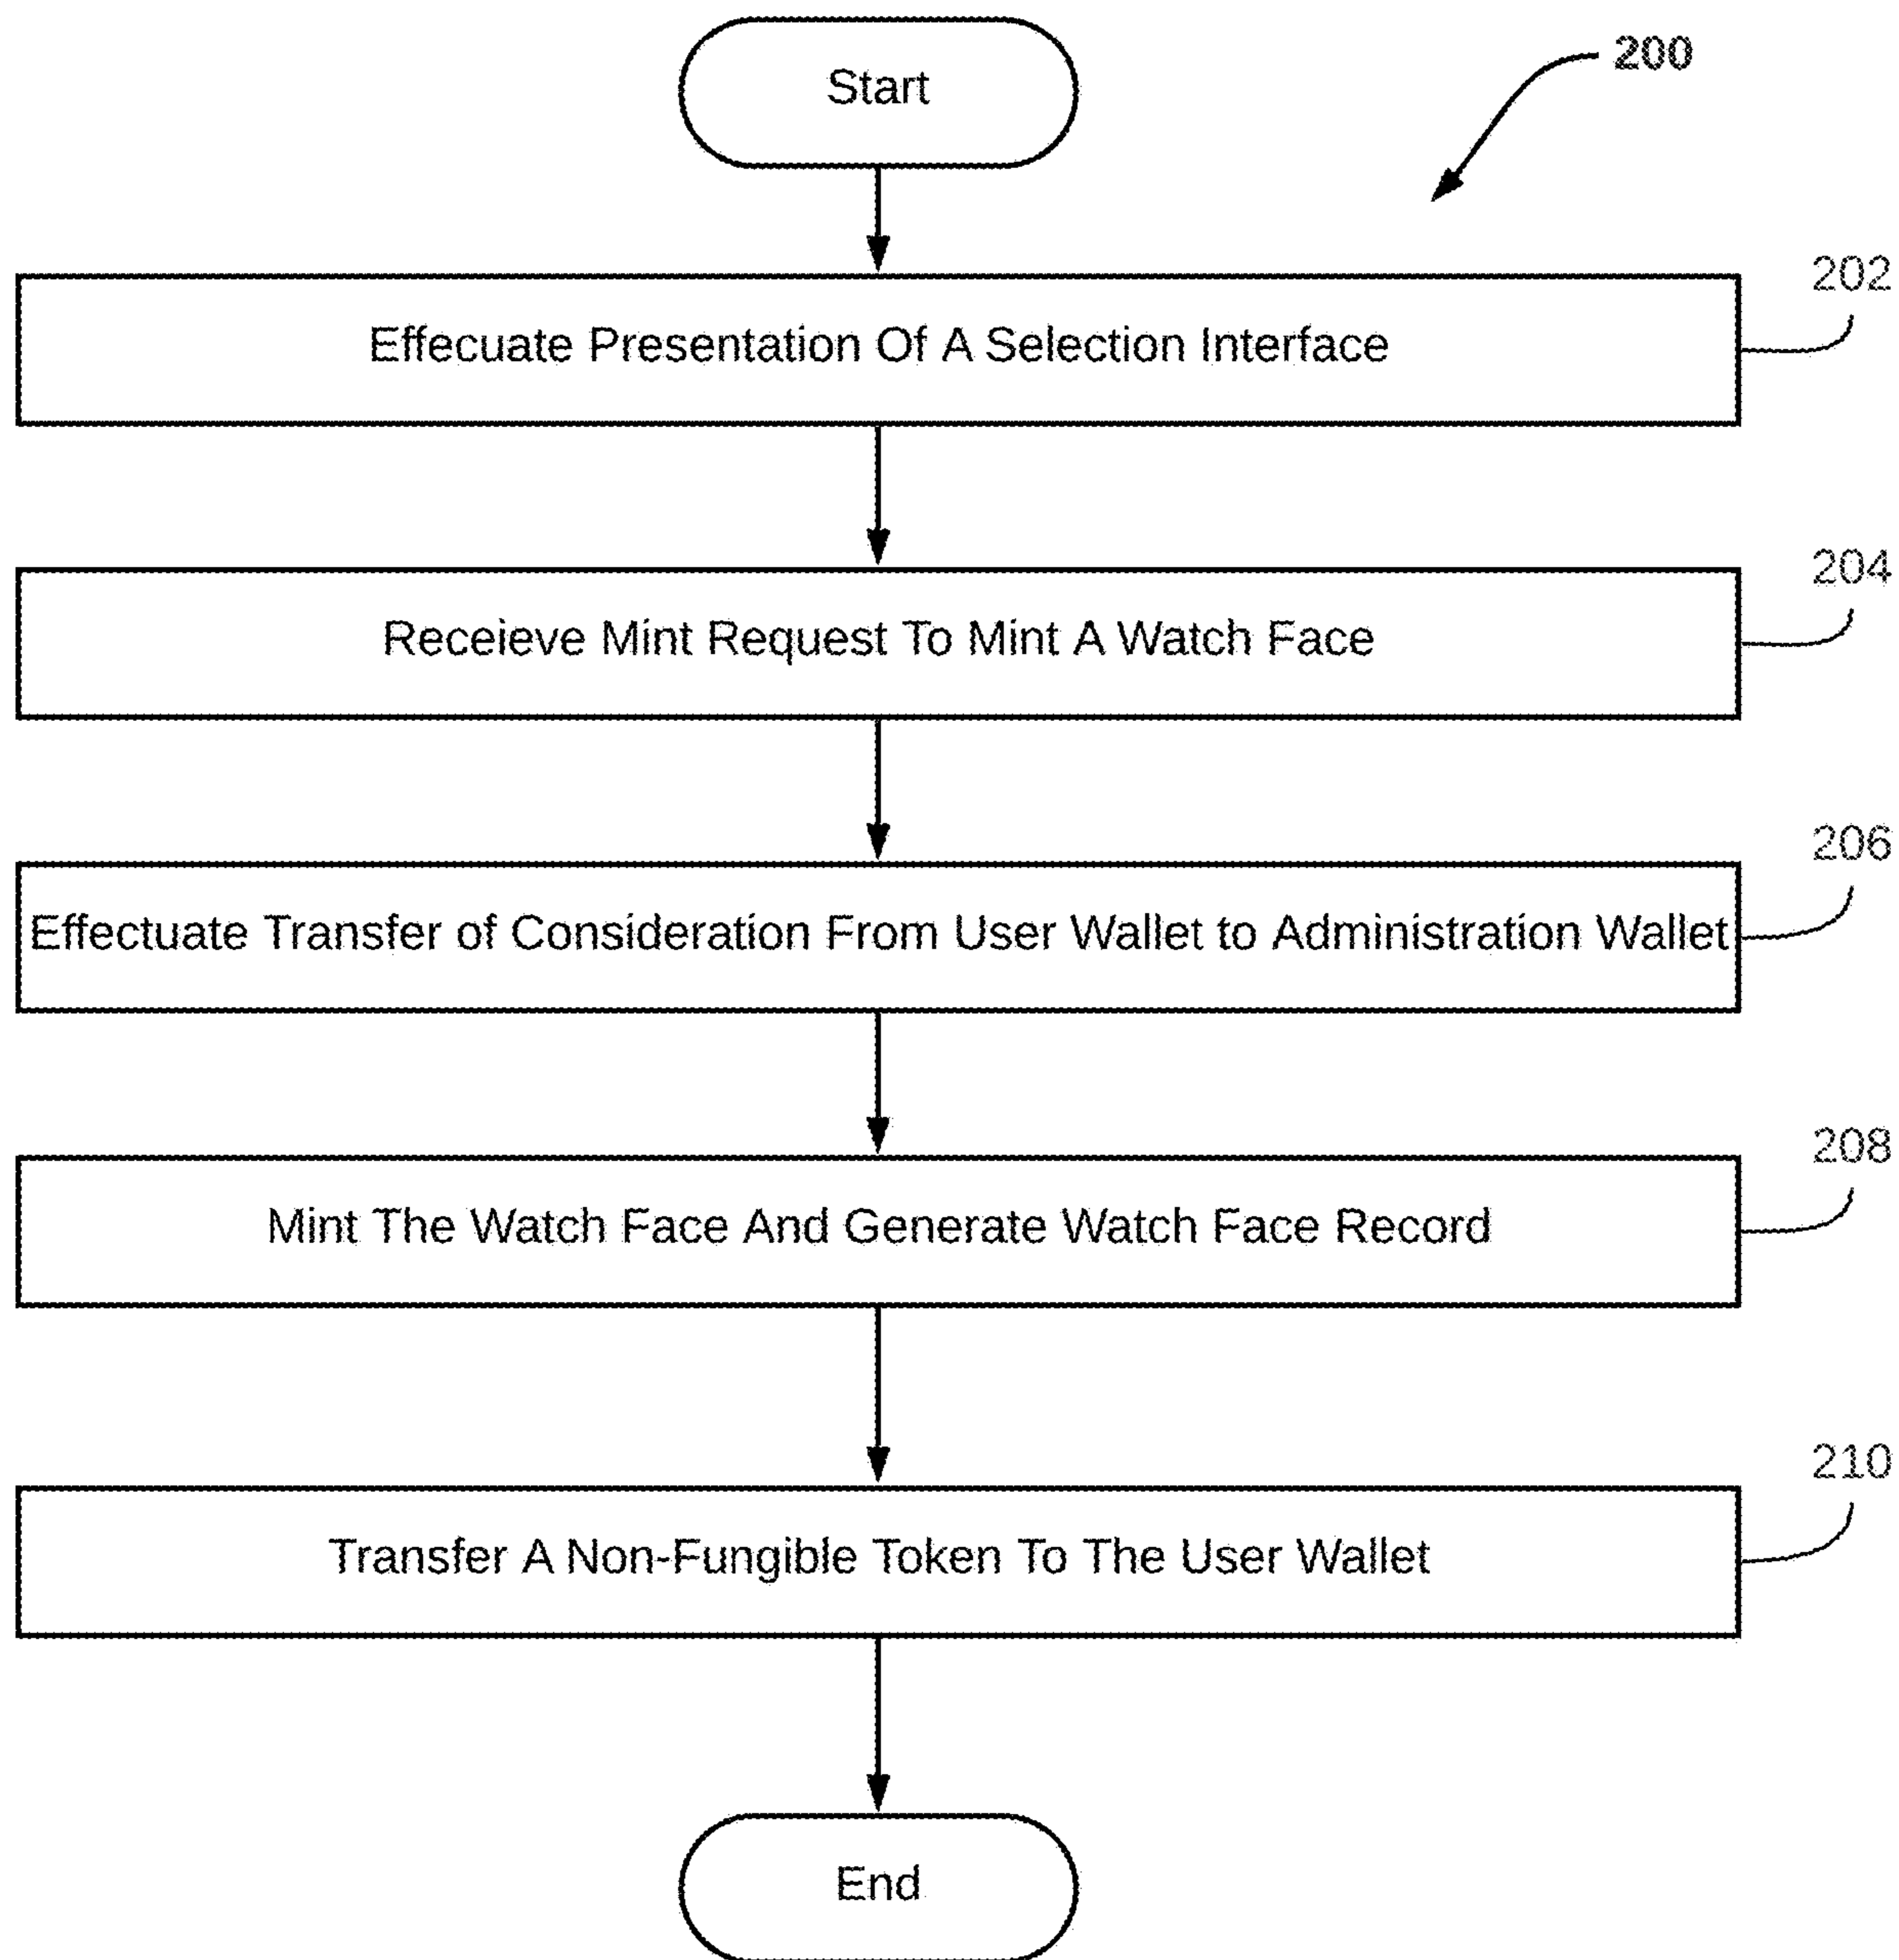 Start
200
202
Effecuate Presentation Of A Selection Interface
204
Receieve Mint Request To Mint A Watch Face
206
Effectuate Transfer of Consideration From User Wallet to Administration Wallet
208
Mint The Watch Face And Generate Watch Face Record
210
Transfer A Non-Fungible Token To The User Wallet
End